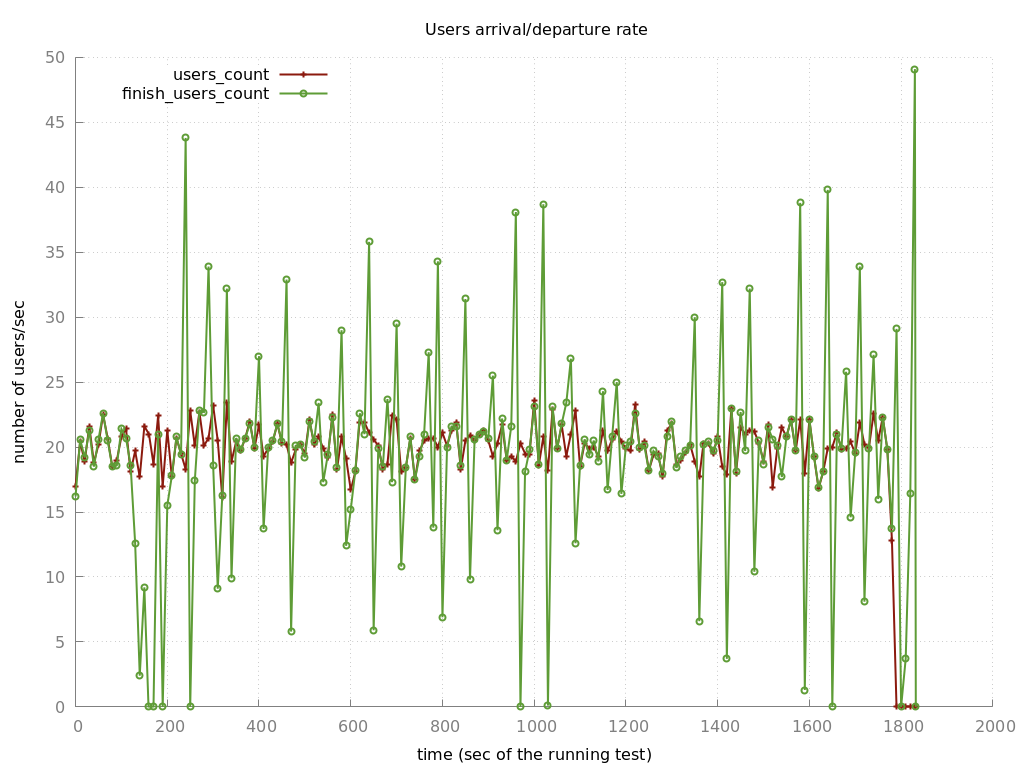 Users arrival/departure rate
50
users_count
finish_users_count
45
40
35
30
25
20
15
10
5
0
number of users/sec
0 200 400 600 800 1000 1200 1400 1600 1800 2000
time (sec of the running test)